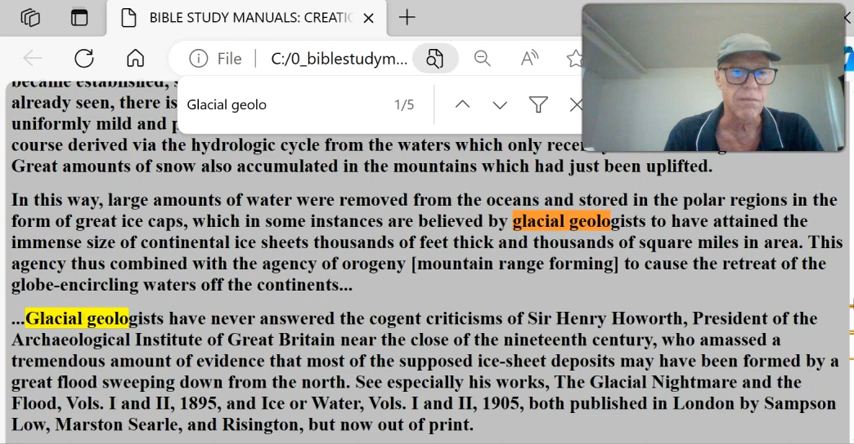 BIBLE STUDY MANUALS: CREATIO
File
C:/0_biblestudym...
Glacial geolo
1/5
became established,
already seen, there is
uniformly mild and
course derived via the hydrologic cycle from the waters which only
Great amounts of snow also accumulated in the mountains which had just been uplifted.
In this way, large amounts of water were removed from the oceans and stored in the polar regions in the
form of great ice caps, which in some instances are believed by glacial geologists to have attained the
immense size of continental ice sheets thousands of feet thick and thousands of square miles in area. This
agency thus combined with the agency of orogeny [mountain range forming] to cause the retreat of the
globe-encircling waters off the continents...
...Glacial geologists have never answered the cogent criticisms of Sir Henry Howorth, President of the
Archaeological Institute of Great Britain near the close of the nineteenth century, who amassed a
tremendous amount of evidence that most of the supposed ice-sheet deposits may have been formed by a
great flood sweeping down from the north. See especially his works, The Glacial Nightmare and the
Flood, Vols. I and II, 1895, and Ice or Water, Vols. I and II, 1905, both published in London by Sampson
Low, Marston Searle, and Risington, but now out of print.